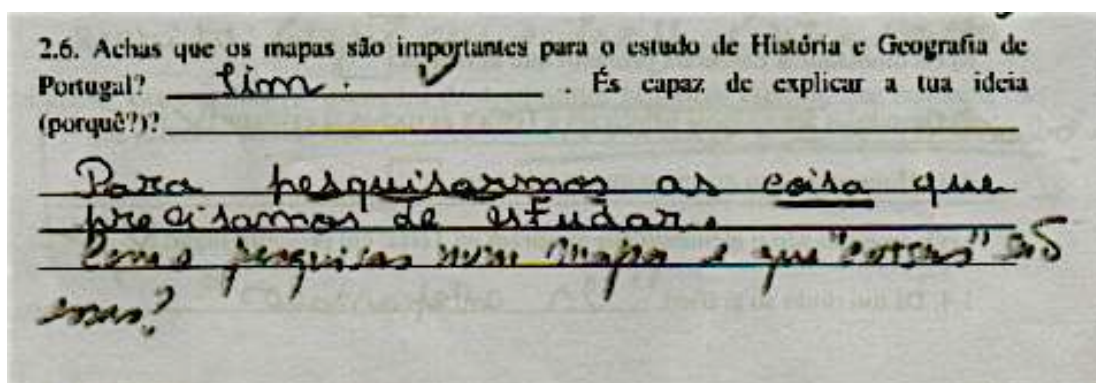 2.6. Achas que os mapas são importantes para o estudo de História e Geografia de
Portugal? Sim. . És capaz de explicar a tua ideia
(porquê?)?
Para pesquisarmos as coisa que
precisamos de estudar.
Como pesquisas num mapa e que "coisas" são
essas?